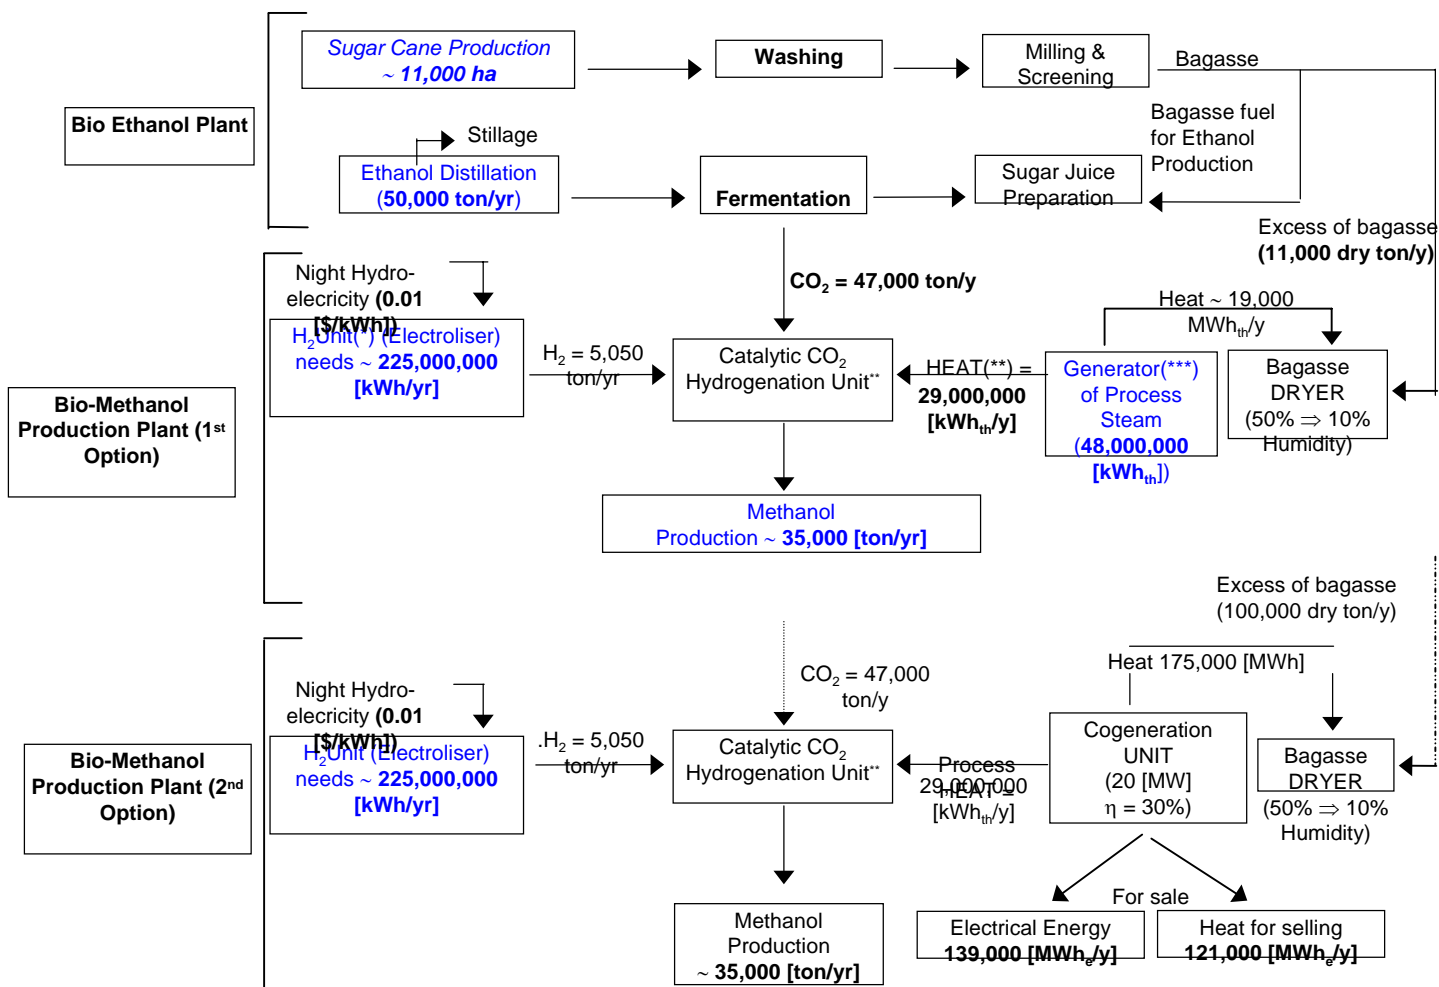 Sugar Cane Production
~ 11,000 ha
Washing
Milling &
Screening
Bagasse
Bio Ethanol Plant
Stillage
Bagasse fuel
for Ethanol
Production
Ethanol Distillation
(50,000 ton/yr)
Fermentation
Sugar Juice
Preparation
Excess of bagasse
(11,000 dry ton/y)
Night Hydro-
elecricity (0.01
[$/kWh])
CO2 = 47,000 ton/y
Heat ~ 19,000
MWhth/y
H2Unit(*) (Electroliser)
needs ~ 225,000,000
[kWh/yr]
H2 = 5,050
ton/yr
Catalytic CO2
Hydrogenation Unit**
HEAT(**) =
29,000,000
[kWhth/y]
Generator(***)
of Process
Steam
(48,000,000
[kWhth])
Bagasse
DRYER
(50% ⇒ 10%
Humidity)
Bio-Methanol
Production Plant (1st
Option)
Methanol
Production ~ 35,000 [ton/yr]
Excess of bagasse
(100,000 dry ton/y)
Heat 175,000 [MWh]
CO2 = 47,000
ton/y
Night Hydro-
elecricity (0.01
[$/kWh])
H2Unit (Electroliser)
needs ~ 225,000,000
[kWh/yr]
.H2 = 5,050
ton/yr
Catalytic CO2
Hydrogenation Unit**
Process
HEAT =
29,000,000
[kWhth/y]
Cogeneration
UNIT
(20 [MW]
η = 30%)
Bagasse
DRYER
(50% ⇒ 10%
Humidity)
Bio-Methanol
Production Plant (2nd
Option)
For sale
Methanol
Production
~ 35,000 [ton/yr]
Electrical Energy
139,000 [MWhe/y]
Heat for selling
121,000 [MWhe/y]